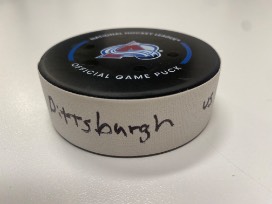 NATIONAL HOCKEY LEAGUE
OFFICIAL GAME PUCK
Pittsburgh